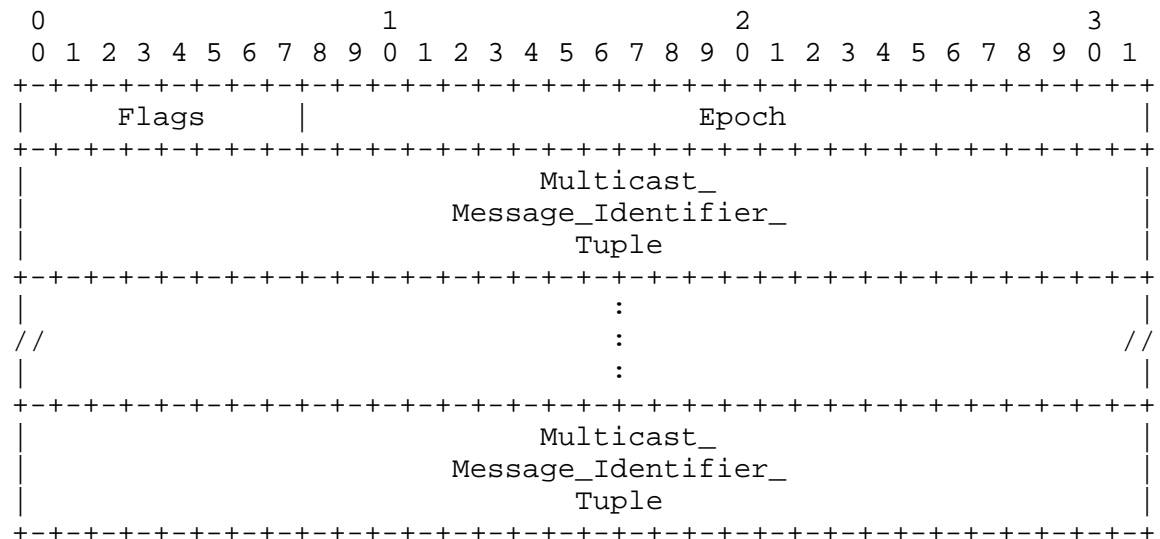 0                   1                   2                   3
 0 1 2 3 4 5 6 7 8 9 0 1 2 3 4 5 6 7 8 9 0 1 2 3 4 5 6 7 8 9 0 1
+-+-+-+-+-+-+-+-+-+-+-+-+-+-+-+-+-+-+-+-+-+-+-+-+-+-+-+-+-+-+-+-+
|     Flags     |                      Epoch                    |
+-+-+-+-+-+-+-+-+-+-+-+-+-+-+-+-+-+-+-+-+-+-+-+-+-+-+-+-+-+-+-+-+
|                             Multicast_                        |
|                        Message_Identifier_                    |
|                               Tuple                           |
+-+-+-+-+-+-+-+-+-+-+-+-+-+-+-+-+-+-+-+-+-+-+-+-+-+-+-+-+-+-+-+-+
|                                 :                             |
//                                :                            //
|                                 :                             |
+-+-+-+-+-+-+-+-+-+-+-+-+-+-+-+-+-+-+-+-+-+-+-+-+-+-+-+-+-+-+-+-+
|                             Multicast_                        |
|                        Message_Identifier_                    |
|                               Tuple                           |
+-+-+-+-+-+-+-+-+-+-+-+-+-+-+-+-+-+-+-+-+-+-+-+-+-+-+-+-+-+-+-+-+